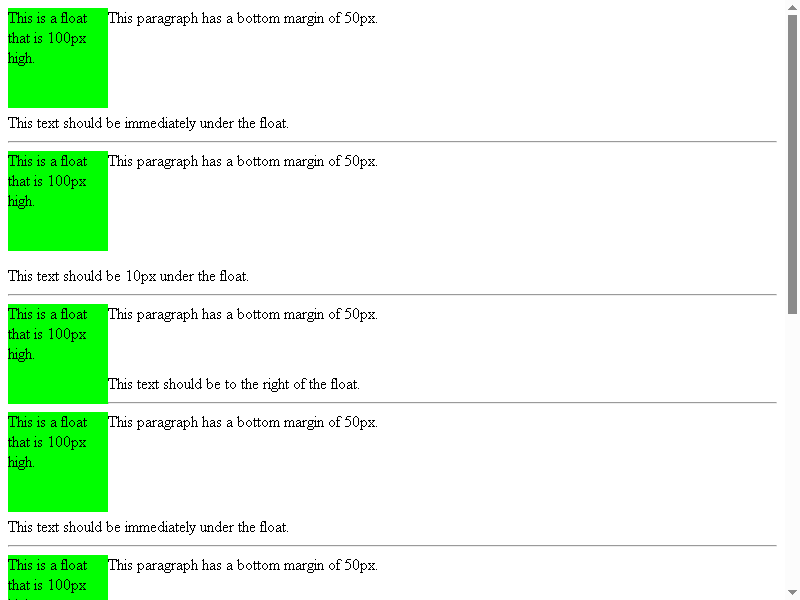 This is a float This paragraph has a bottom margin of 50px.
that is 100px
high.
This text should be immediately under the float.
This is a float This paragraph has a bottom margin of 50px.
that is 100px
high.
This text should be 10px under the float.
This is a float This paragraph has a bottom margin of 50px.
that is 100px
high.
This text should be to the right of the float.
This is a float This paragraph has a bottom margin of 50px.
that is 100px
high.
This text should be immediately under the float.
This is a float This paragraph has a bottom margin of 50px.
that is 100px